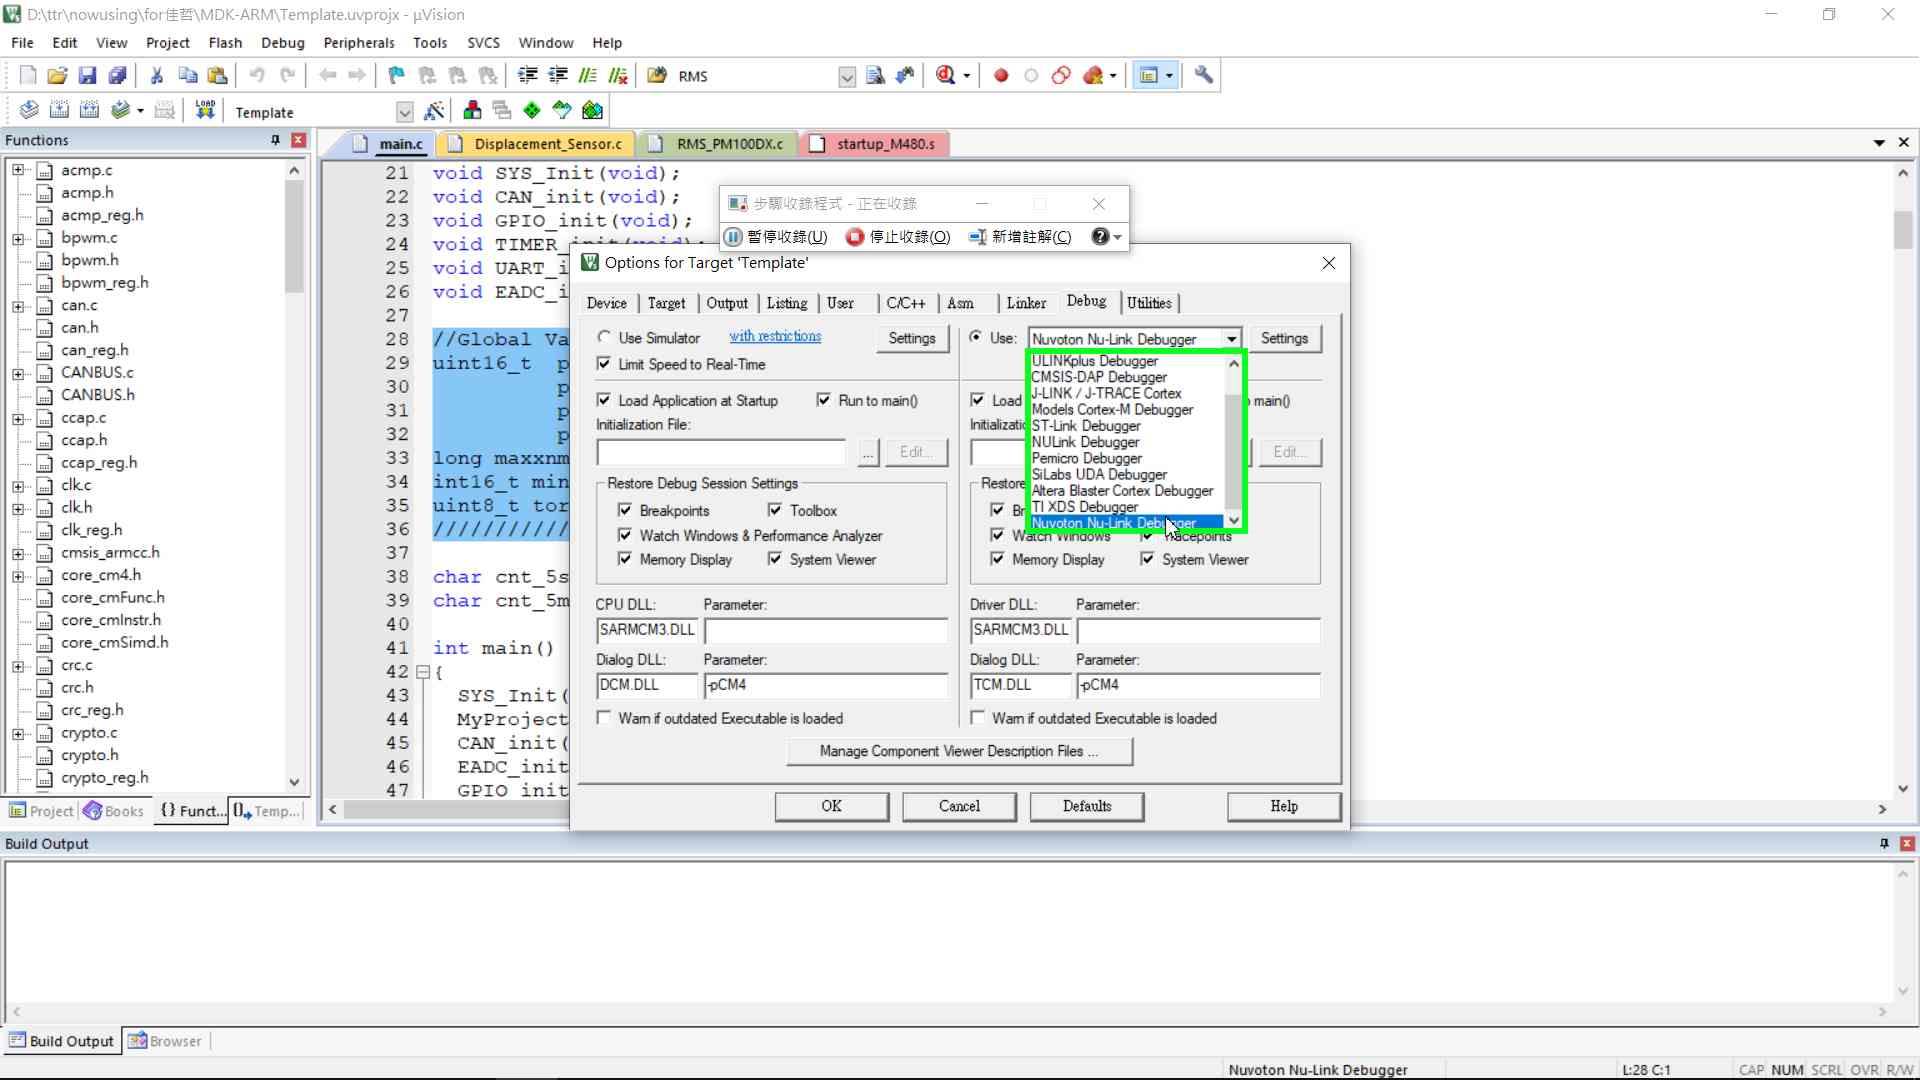 D:\ttr\nowusing\for佳哲\MDK-ARM\Template.uvprojx - µVision
File Edit View Project Flash Debug Peripherals Tools SVCS Window Help
RMS
LOAD Template
Functions
main.c Displacement_Sensor.c RMS_PM100DX.c startup_M480.s
acmp.c
acmp.h
acmp_reg.h
bpwm.c
bpwm.h
bpwm_reg.h
can.c
can.h
can_reg.h
CANBUS.c
CANBUS.h
ccap.c
ccap.h
ccap_reg.h
clk.c
clk.h
clk_reg.h
cmsis_armcc.h
core_cm4.h
core_cmFunc.h
core_cmInstr.h
core_cmSimd.h
crc.c
crc.h
crc_reg.h
crypto.c
crypto.h
crypto_reg.h
Project Books {} Funct... Temp...
21 void SYS_Init(void);
22 void CAN_init(void);
23 void GPIO_init(void);
24 void TIMER_init(void);
25 void UART_i
26 void EADC_i
27
28 //Global Va
29 uint16_t p
30 p
31 p
32 p
33 long maxxnm
34 int16_t min
35 uint8_t tor
36 ///////////
37
38 char cnt_5s
39 char cnt_5m
40
41 int main()
42 {
43 SYS_Init(
44 MyProject
45 CAN_init(
46 EADC_init
47 GPIO init
步驟收錄程式 - 正在收錄
暫停收錄(U) 停止收錄(O) 新增註解(C)
Options for Target 'Template'
Device Target Output Listing User C/C++ Asm Linker Debug Utilities
Use Simulator with restrictions Settings
Limit Speed to Real-Time
Load Application at Startup Run to main()
Initialization File:
... Edit...
Restore Debug Session Settings
Breakpoints Toolbox
Watch Windows & Performance Analyzer
Memory Display System Viewer
CPU DLL: Parameter:
SARMCM3.DLL
Dialog DLL: Parameter:
DCM.DLL -pCM4
Warn if outdated Executable is loaded
Use: Nuvoton Nu-Link Debugger Settings
ULINKplus Debugger
CMSIS-DAP Debugger
J-LINK / J-TRACE Cortex
Models Cortex-M Debugger
ST-Link Debugger
NULink Debugger
Pemicro Debugger
SiLabs UDA Debugger
Altera Blaster Cortex Debugger
TI XDS Debugger
Nuvoton Nu-Link Debugger
Load main()
Initializati
Edit...
Restore
Br
Watch Windows Tracepoints
Memory Display System Viewer
Driver DLL: Parameter:
SARMCM3.DLL
Dialog DLL: Parameter:
TCM.DLL -pCM4
Warn if outdated Executable is loaded
Manage Component Viewer Description Files ...
OK Cancel Defaults Help
Build Output
Build Output Browser
Nuvoton Nu-Link Debugger L:28 C:1 CAP NUM SCRL OVR R/W